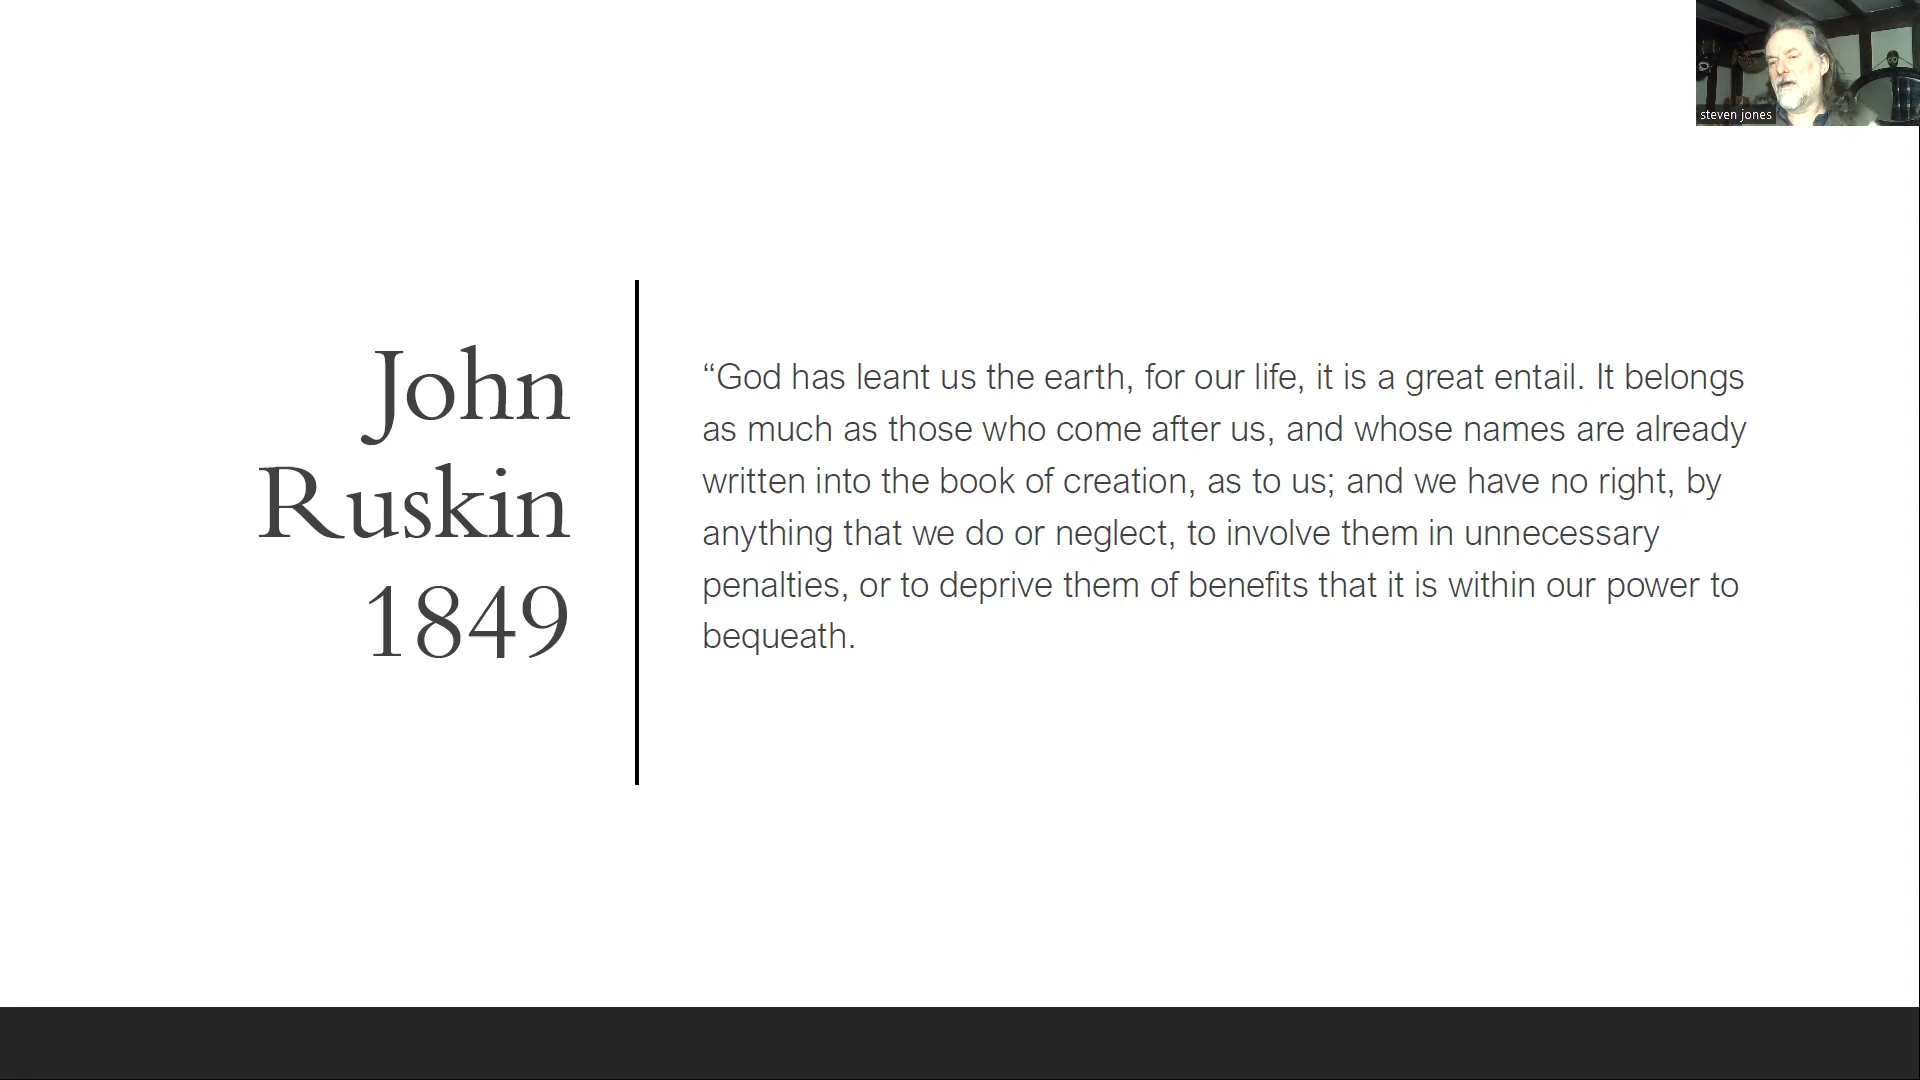 steven jones
John
Ruskin
1849
“God has leant us the earth, for our life, it is a great entail. It belongs
as much as those who come after us, and whose names are already
written into the book of creation, as to us; and we have no right, by
anything that we do or neglect, to involve them in unnecessary
penalties, or to deprive them of benefits that it is within our power to
bequeath.